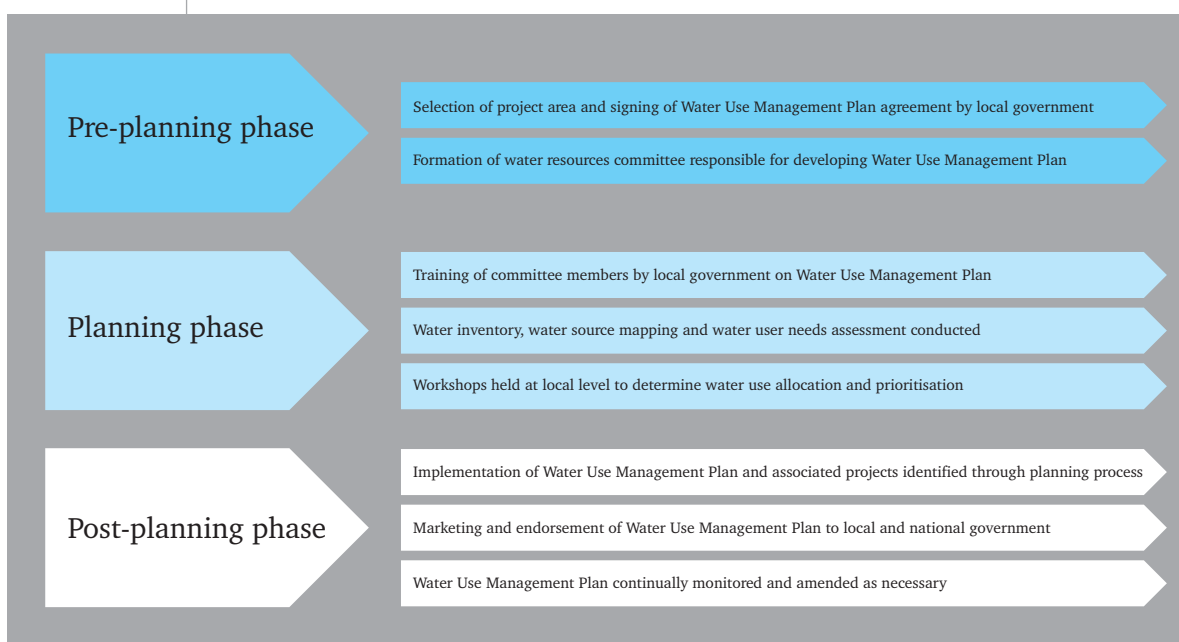 Pre-planning phase
Selection of project area and signing of Water Use Management Plan agreement by local government
Formation of water resources committee responsible for developing Water Use Management Plan
Planning phase
Training of committee members by local government on Water Use Management Plan
Water inventory, water source mapping and water user needs assessment conducted
Workshops held at local level to determine water use allocation and prioritisation
Post-planning phase
Implementation of Water Use Management Plan and associated projects identified through planning process
Marketing and endorsement of Water Use Management Plan to local and national government
Water Use Management Plan continually monitored and amended as necessary